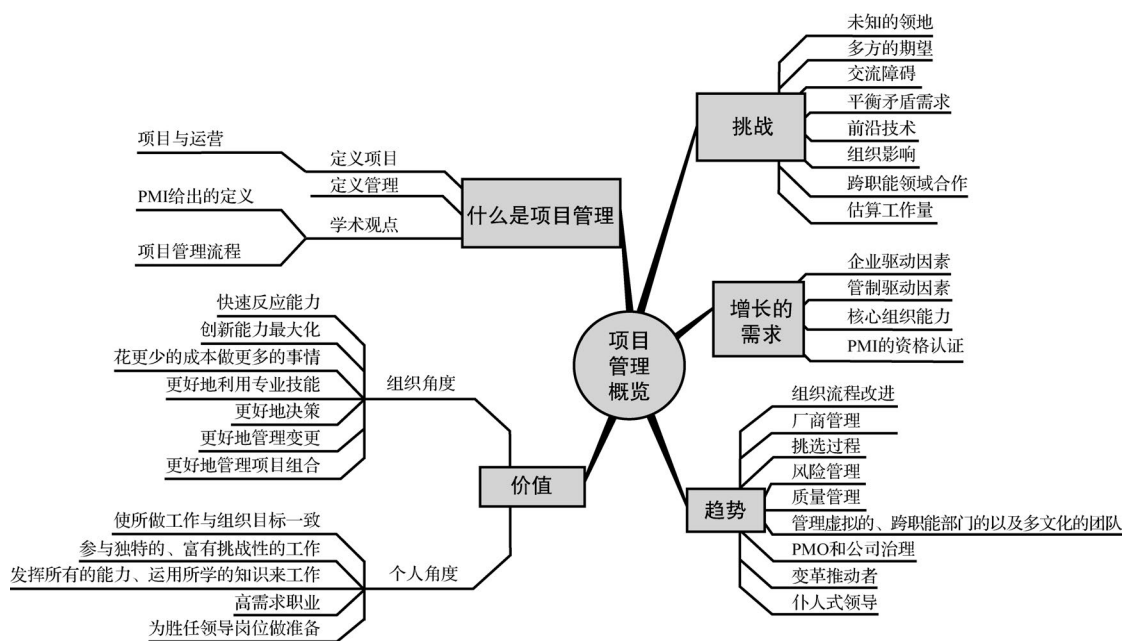 项目与运营
PMI给出的定义
项目管理流程
定义项目
定义管理
学术观点
什么是项目管理
快速反应能力
创新能力最大化
花更少的成本做更多的事情
更好地利用专业技能
更好地决策
更好地管理变更
更好地管理项目组合
组织角度
使所做工作与组织目标一致
参与独特的、富有挑战性的工作
发挥所有的能力、运用所学的知识来工作
高需求职业
为胜任领导岗位做准备
个人角度
价值
项目
管理
概览
挑战
未知的领地
多方的期望
交流障碍
平衡矛盾需求
前沿技术
组织影响
跨职能领域合作
估算工作量
增长的
需求
企业驱动因素
管制驱动因素
核心组织能力
PMI的资格认证
趋势
组织流程改进
厂商管理
挑选过程
风险管理
质量管理
管理虚拟的、跨职能部门的以及多文化的团队
PMO和公司治理
变革推动者
仆人式领导